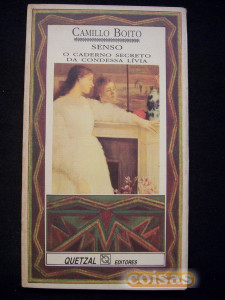 CAMILLO BOITO
SENSO
O CADERNO SECRETO
DA CONDESSA LÍVIA
QUETZAL EDITORES
coisas